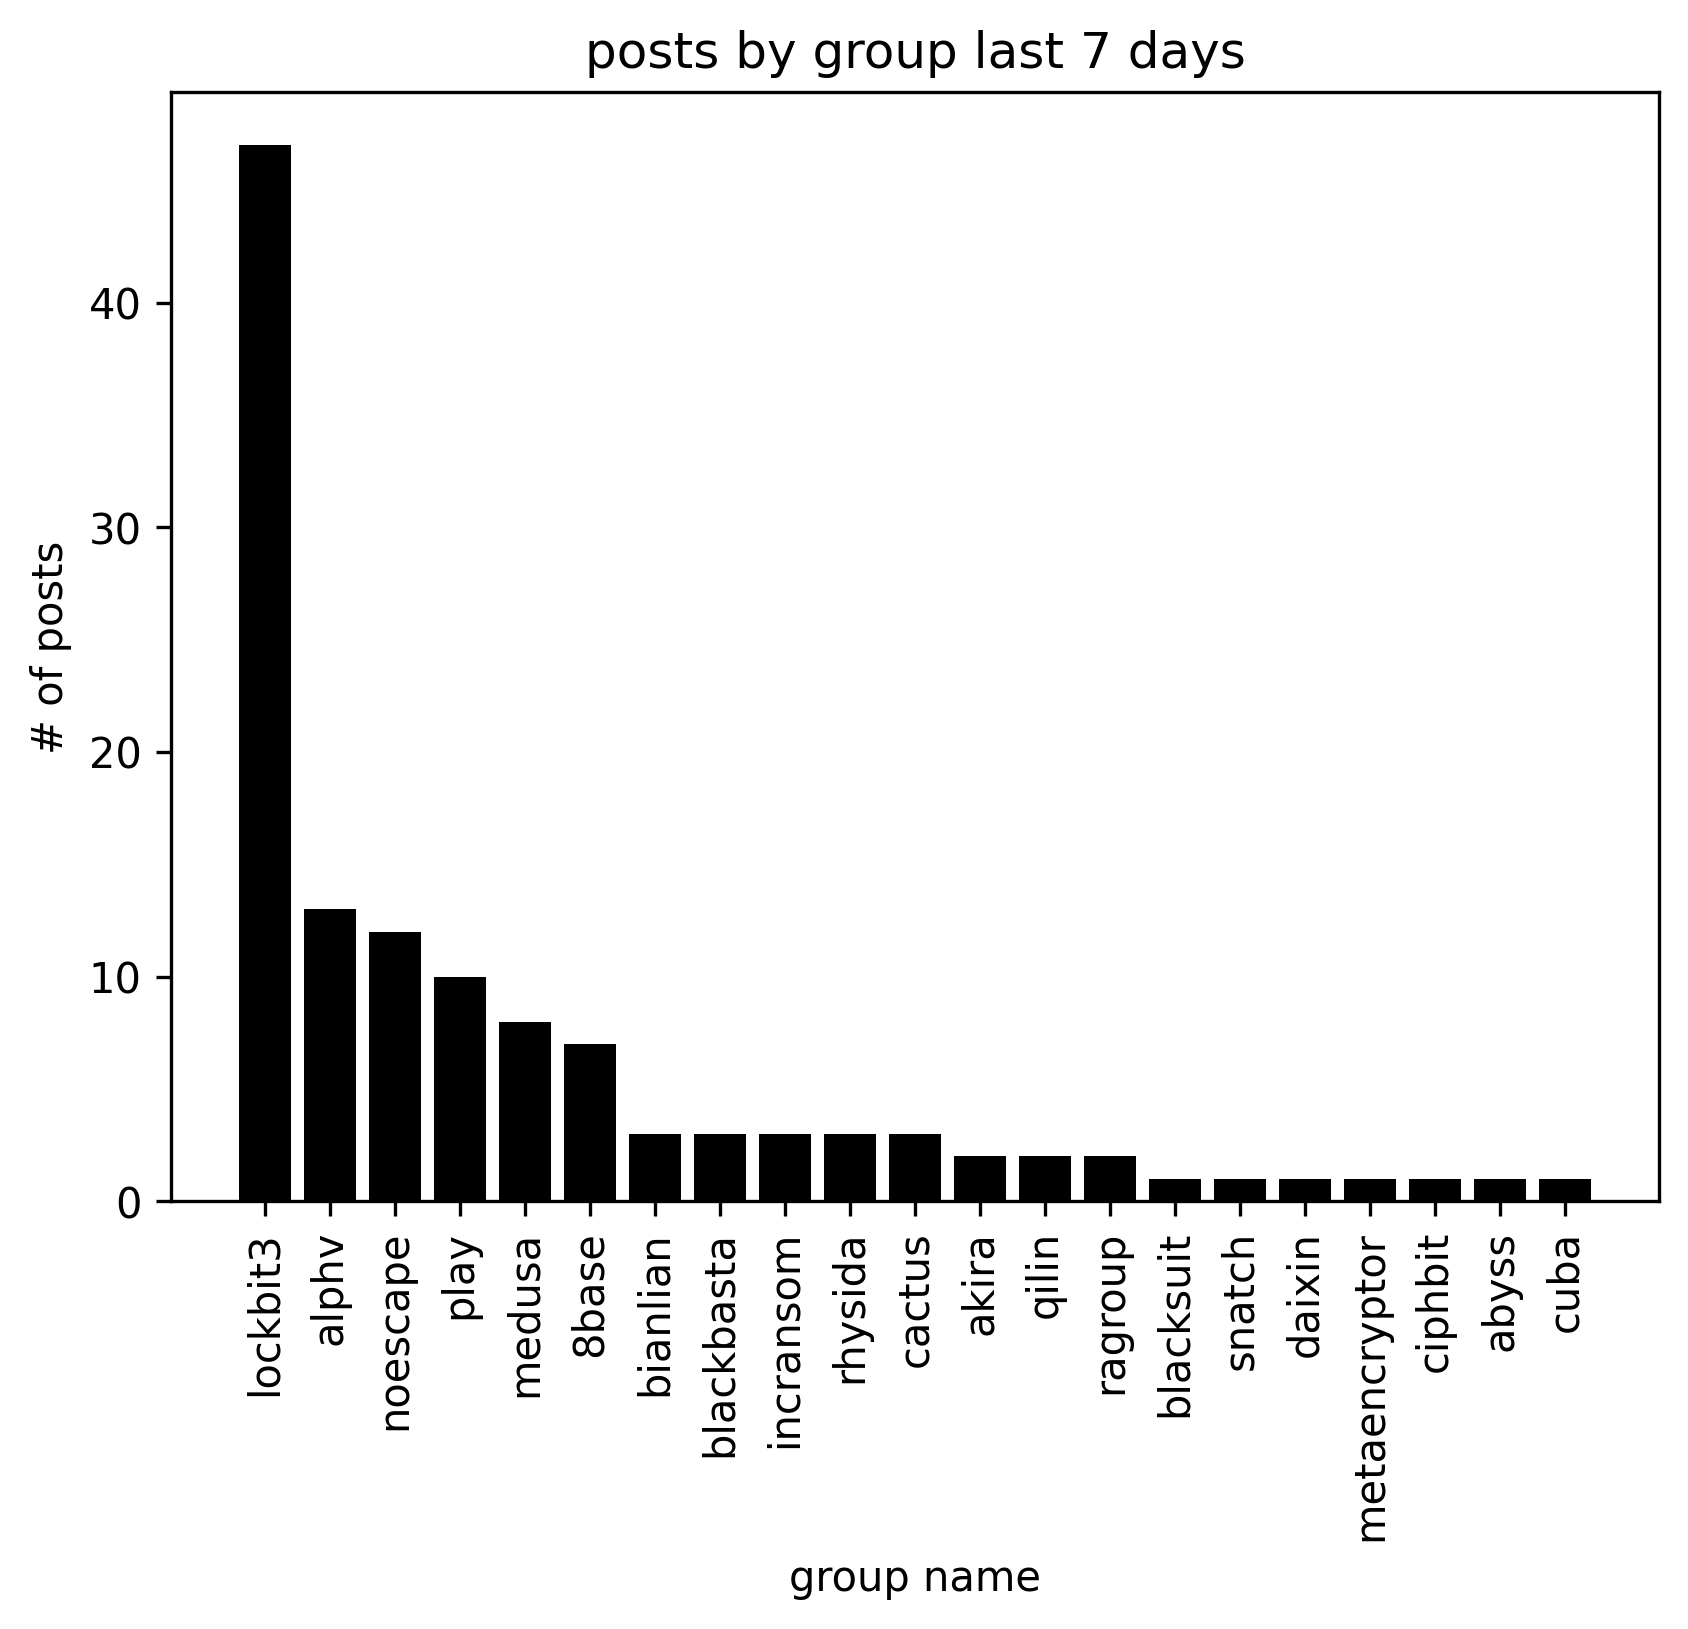 posts by group last 7 days
# of posts
40
30
20
10
0
lockbit3
alphv
noescape
play
medusa
8base
bianlian
blackbasta
incransom
rhysida
cactus
akira
qilin
ragroup
blacksuit
snatch
daixin
metaencryptor
ciphbit
abyss
cuba
group name